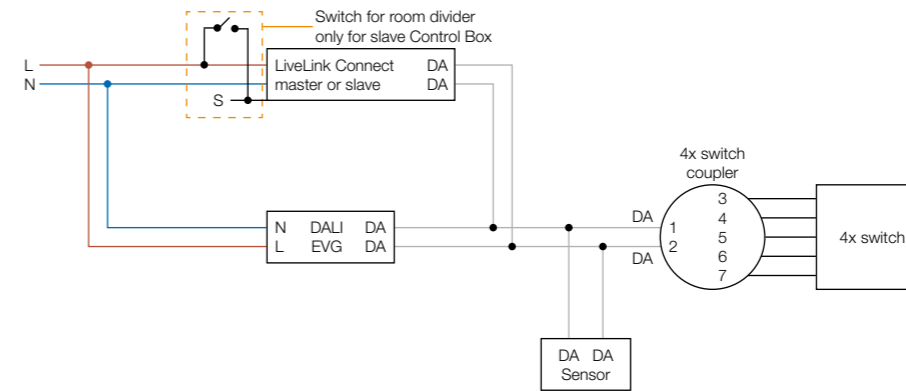 Switch for room divider
only for slave Control Box
L
N
LiveLink Connect DA
master or slave DA
S
4x switch
coupler
N DALI DA
L EVG DA
DA
DA
1
2
3
4
5
6
7
4x switch
DA DA
Sensor